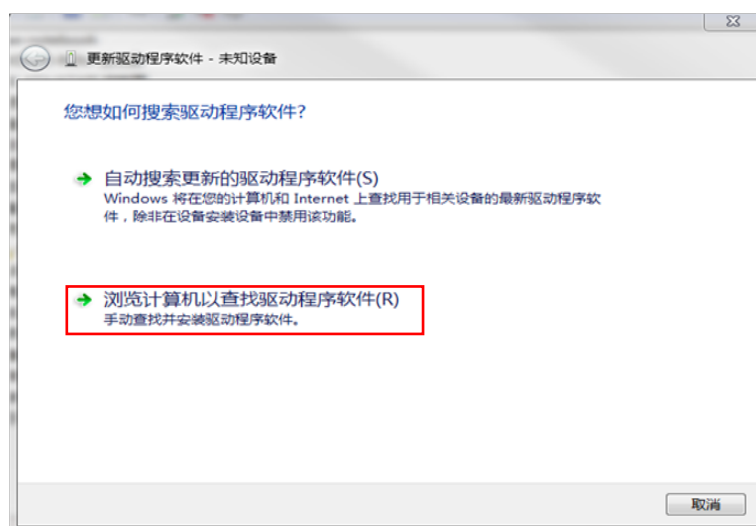 更新驱动程序软件 - 未知设备
您想如何搜索驱动程序软件?
自动搜索更新的驱动程序软件(S)
Windows 将在您的计算机和 Internet 上查找用于相关设备的最新驱动程序软
件，除非在设备安装设备中禁用该功能。
浏览计算机以查找驱动程序软件(R)
手动查找并安装驱动程序软件。
取消